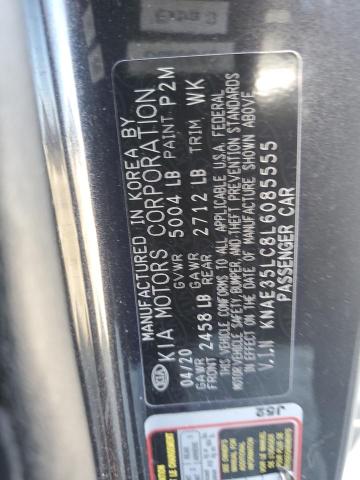 MANUFACTURED IN KOREA BY
KIA KIA MOTORS CORPORATION
04/20 GVWR 5004 LB PAINT P2M
GAWR FRONT 2458 LB GAWR REAR 2712 LB TRIM WK
THIS VEHICLE CONFORMS TO ALL APPLICABLE U.S.A. FEDERAL
MOTOR VEHICLE SAFETY, BUMPER, AND THEFT PREVENTION STANDARDS
IN EFFECT ON THE DATE OF MANUFACTURE SHOWN ABOVE.
V.I.N KNAE35LC8L6085555
PASSENGER CAR
J52